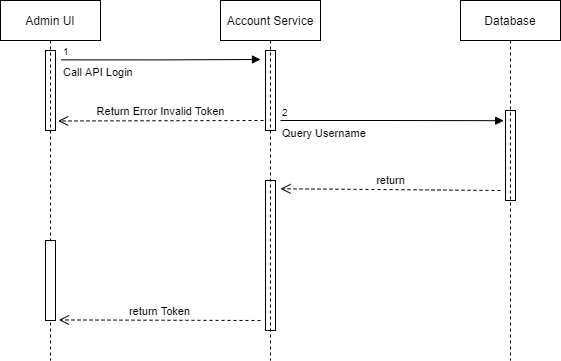 Admin UI
Account Service
Database
1
Call API Login
Return Error Invalid Token
2
Query Username
return
return Token